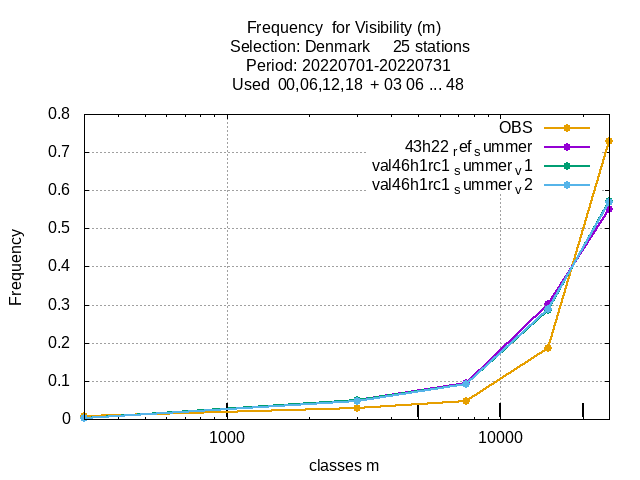 Frequency for Visibility (m)
Selection: Denmark 25 stations
Period: 20220701-20220731
Used 00,06,12,18 + 03 06 ... 48
OBS
43h22 ref summer
val46h1rc1 summer v1
val46h1rc1 summer v2
0.8
0.7
0.6
0.5
0.4
0.3
0.2
0.1
0
Frequency
1000
10000
classes m